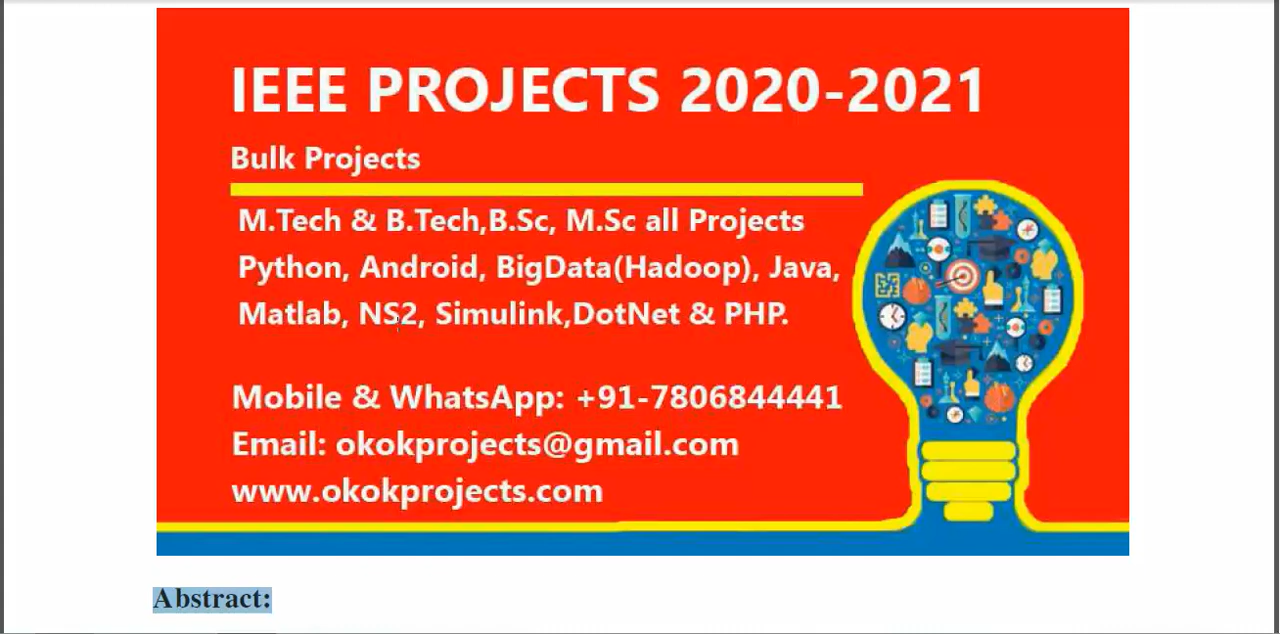 IEEE PROJECTS 2020-2021
Bulk Projects
M.Tech & B.Tech,B.Sc, M.Sc all Projects
Python, Android, BigData(Hadoop), Java,
Matlab, NS2, Simulink,DotNet & PHP.
Mobile & WhatsApp: +91-7806844441
Email: okokprojects@gmail.com
www.okokprojects.com
Abstract: